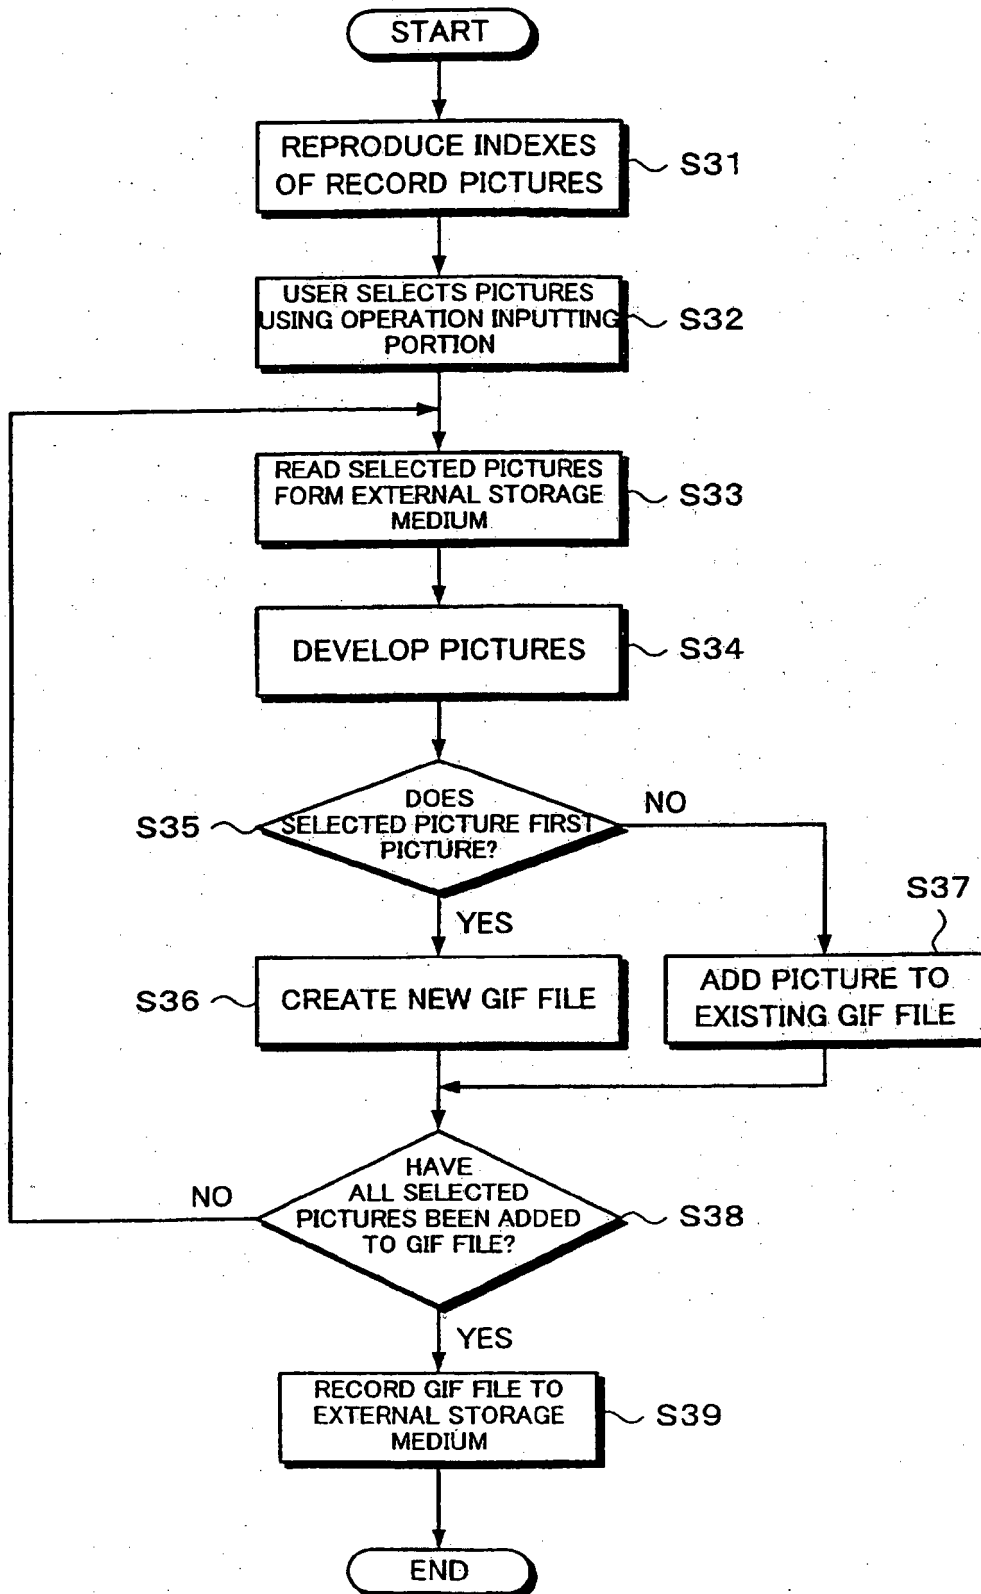 START
REPRODUCE INDEXES
OF RECORD PICTURES
S31
USER SELECTS PICTURES
USING OPERATION INPUTTING
PORTION
S32
READ SELECTED PICTURES
FORM EXTERNAL STORAGE
MEDIUM
S33
DEVELOP PICTURES
S34
DOES
SELECTED PICTURE FIRST
PICTURE?
S35
NO
YES
S37
CREATE NEW GIF FILE
S36
ADD PICTURE TO
EXISTING GIF FILE
HAVE
ALL SELECTED
PICTURES BEEN ADDED
TO GIF FILE?
NO
S38
YES
RECORD GIF FILE TO
EXTERNAL STORAGE
MEDIUM
S39
END